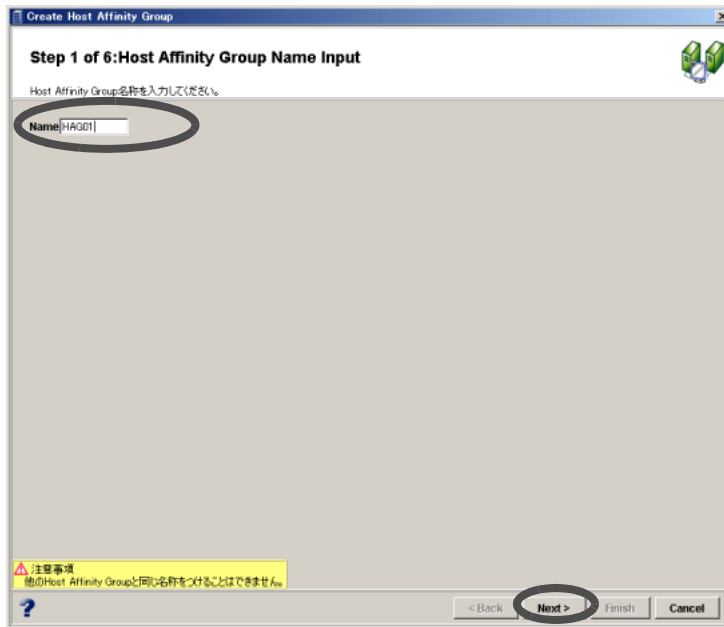 Create Host Affinity Group
Step 1 of 6:Host Affinity Group Name Input
Host Affinity Group名称を入力してください。
Name HAG01
注意事項
他のHost Affinity Groupと同じ名称をつけることはできません。
?
< Back Next > Finish Cancel